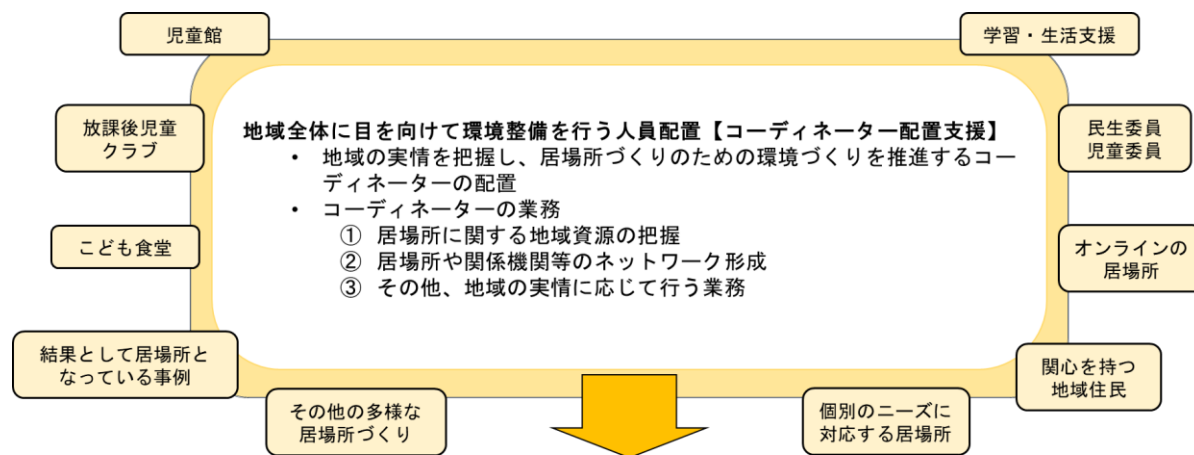 児童館
学習・生活支援
放課後児童
クラブ
民生委員
児童委員
地域全体に目を向けて環境整備を行う人員配置【コーディネーター配置支援】
• 地域の実情を把握し、居場所づくりのための環境づくりを推進するコー
ディネーターの配置
• コーディネーターの業務
① 居場所に関する地域資源の把握
② 居場所や関係機関等のネットワーク形成
③ その他、地域の実情に応じて行う業務
こども食堂
オンラインの
居場所
結果として居場所と
なっている事例
関心を持つ
地域住民
その他の多様な
居場所づくり
個別のニーズに
対応する居場所